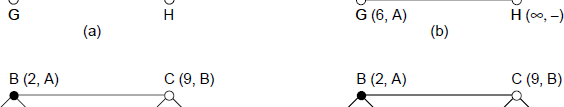 G H G (6, A) H (∞, –)
(a) (b)
B (2, A) C (9, B) B (2, A) C (9, B)